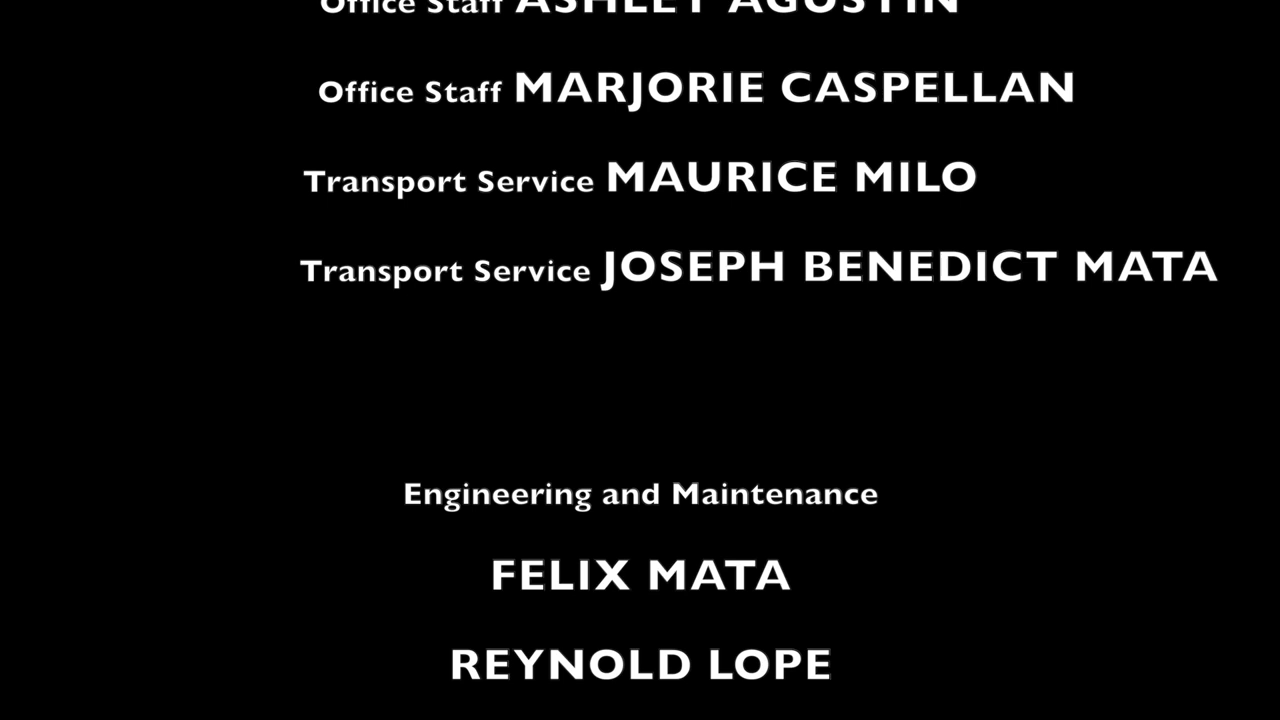 Office Staff ASHLEY AGUSTIN
Office Staff MARJORIE CASPELLAN
Transport Service MAURICE MILO
Transport Service JOSEPH BENEDICT MATA
Engineering and Maintenance
FELIX MATA
REYNOLD LOPE